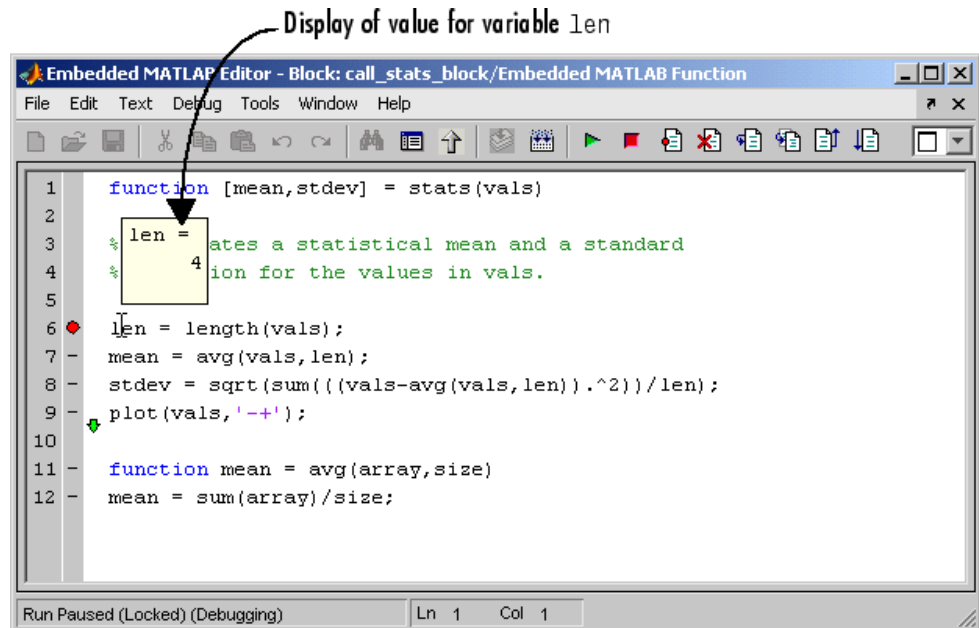 Display of value for variable len
Embedded MATLAB Editor - Block: call_stats_block/Embedded MATLAB Function
File Edit Text Debug Tools Window Help
1 function [mean,stdev] = stats(vals)
2
3 % ates a statistical mean and a standard
4 % ion for the values in vals.
5
len =
4
6 len = length(vals);
7 - mean = avg(vals,len);
8 - stdev = sqrt(sum(((vals-avg(vals,len)).^2))/len);
9 - plot(vals,'-+');
10
11 - function mean = avg(array,size)
12 - mean = sum(array)/size;
Run Paused (Locked) (Debugging) Ln 1 Col 1